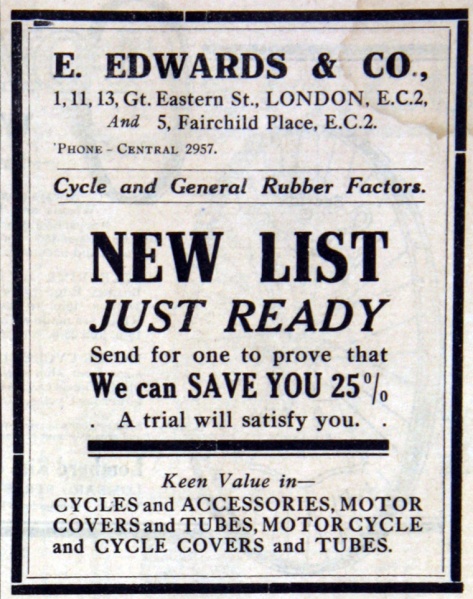 E. EDWARDS & CO.,
1, 11, 13, Gt. Eastern St., LONDON, E.C.2,
And 5, Fairchild Place, E.C.2.
'PHONE - CENTRAL 2957.
Cycle and General Rubber Factors.
NEW LIST
JUST READY
Send for one to prove that
We can SAVE YOU 25%
. A trial will satisfy you. .
Keen Value in—
CYCLES and ACCESSORIES, MOTOR
COVERS and TUBES, MOTOR CYCLE
and CYCLE COVERS and TUBES.